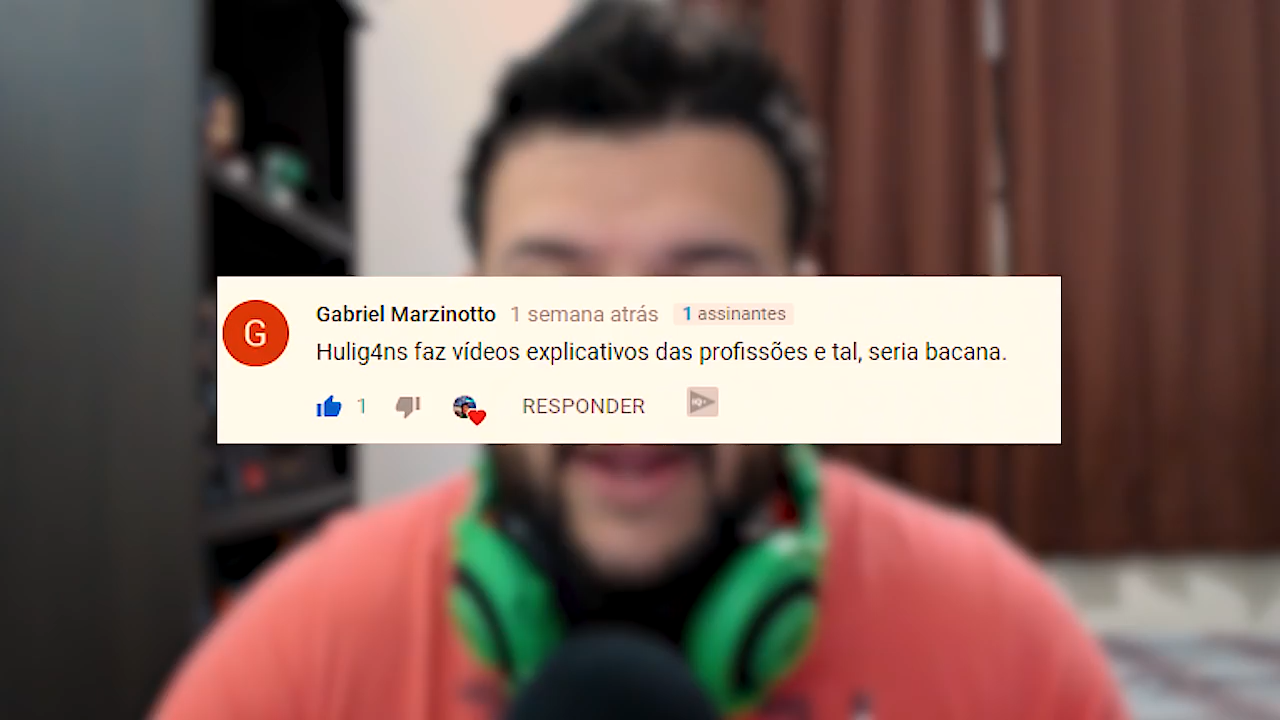 G
Gabriel Marzinotto 1 semana atrás 1 assinantes
Hulig4ns faz vídeos explicativos das profissões e tal, seria bacana.
1 RESPONDER